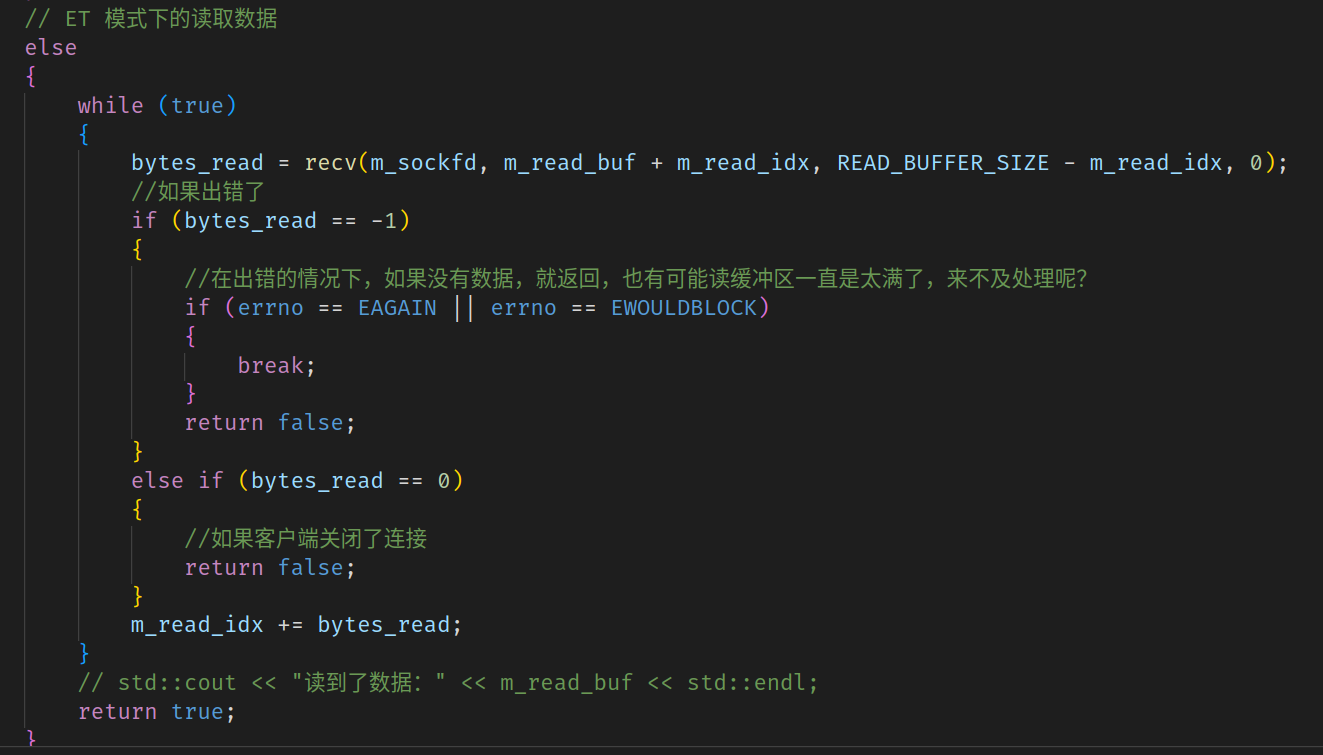 // ET 模式下的读取数据
else
{
while (true)
{
bytes_read = recv(m_sockfd, m_read_buf + m_read_idx, READ_BUFFER_SIZE - m_read_idx, 0);
//如果出错了
if (bytes_read == -1)
{
//在出错的情况下，如果没有数据，就返回，也有可能读缓冲区一直是太满了，来不及处理呢？
if (errno == EAGAIN || errno == EWOULDBLOCK)
{
break;
}
return false;
}
else if (bytes_read == 0)
{
//如果客户端关闭了连接
return false;
}
m_read_idx += bytes_read;
}
// std::cout << "读到了数据：" << m_read_buf << std::endl;
return true;
}